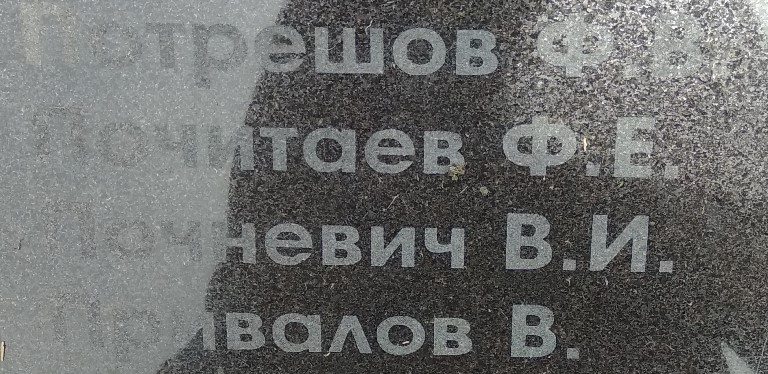 Потрешов Ф.В.
Почитаев Ф.Е.
Почневич В.И.
Привалов В.